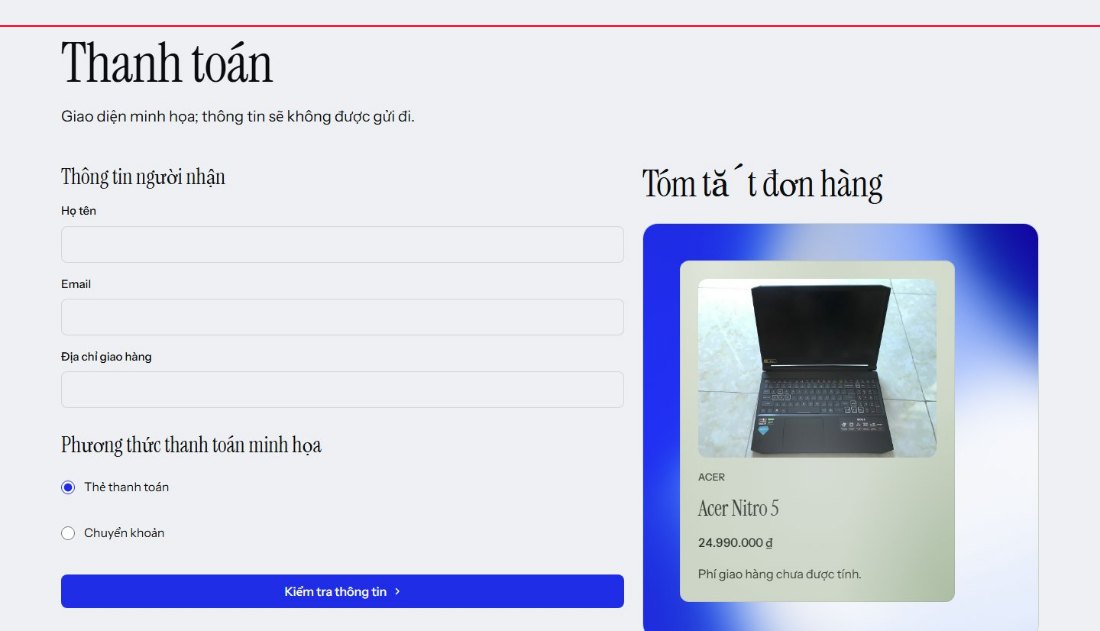 Thanh toán
Giao diện minh họa; thông tin sẽ không được gửi đi.
Thông tin người nhận
Họ tên
Email
Địa chỉ giao hàng
Phương thức thanh toán minh họa
Thẻ thanh toán
Chuyển khoản
Kiểm tra thông tin ›
Tóm tắt đơn hàng
ACER
Acer Nitro 5
24.990.000 ₫
Phí giao hàng chưa được tính.